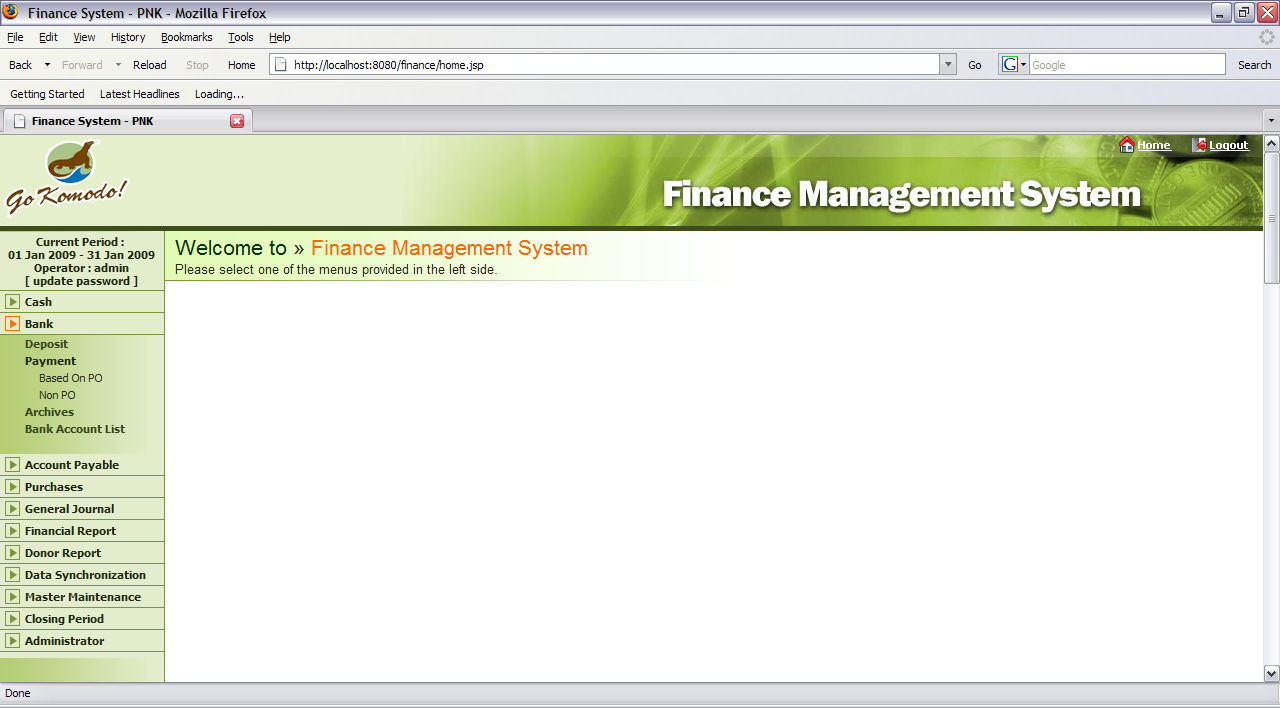 Finance System - PNK - Mozilla Firefox
File Edit View History Bookmarks Tools Help
Back Forward Reload Stop Home http://localhost:8080/finance/home.jsp Go G Google Search
Getting Started Latest Headlines Loading...
Finance System - PNK
Go Komodo!
Home Logout
Finance Management System
Current Period :
01 Jan 2009 - 31 Jan 2009
Operator : admin
[ update password ]
Welcome to » Finance Management System
Please select one of the menus provided in the left side.
Cash
Bank
Deposit
Payment
Based On PO
Non PO
Archives
Bank Account List
Account Payable
Purchases
General Journal
Financial Report
Donor Report
Data Synchronization
Master Maintenance
Closing Period
Administrator
Done